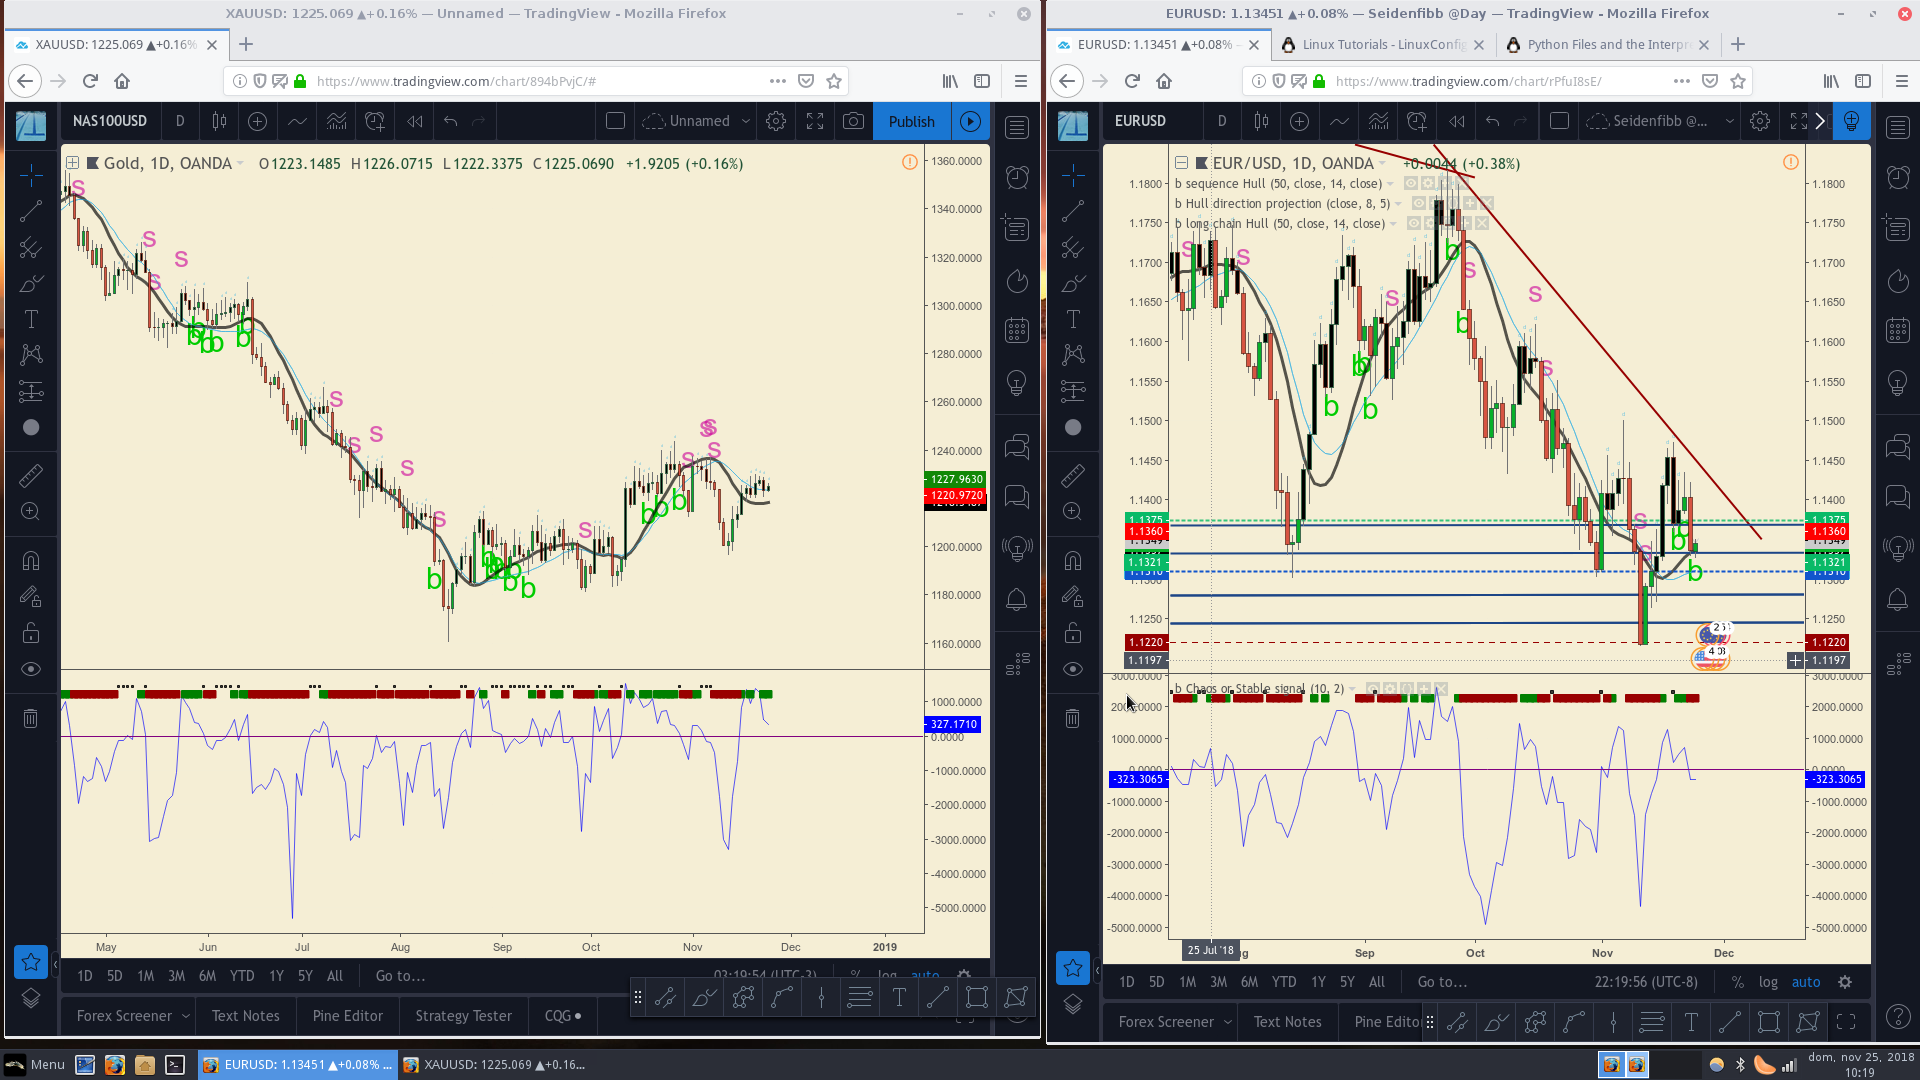 XAUUSD: 1225.069 ▲+0.16% — Unnamed — TradingView - Mozilla Firefox
XAUUSD: 1225.069 ▲+0.16%
https://www.tradingview.com/chart/894bPvjC/#
NAS100USD
D
Unnamed
Publish
Gold, 1D, OANDA
O1223.1485 H1226.0715 L1222.3375 C1225.0690 +1.9205 (+0.16%)
1360.0000
1340.0000
1320.0000
1300.0000
1280.0000
1260.0000
1240.0000
1227.9630
1220.9720
1200.0000
1180.0000
1160.0000
1000.0000
327.1710
0.0000
-1000.0000
-2000.0000
-3000.0000
-4000.0000
-5000.0000
May Jun Jul Aug Sep Oct Nov Dec 2019
1D 5D 1M 3M 6M YTD 1Y 5Y All Go to...
03:19:54 (UTC-3) % log auto
Forex Screener Text Notes Pine Editor Strategy Tester CQG
EURUSD: 1.13451 ▲+0.08% — Seidenfibb @Day — TradingView - Mozilla Firefox
EURUSD: 1.13451 ▲+0.08%
Linux Tutorials - LinuxConfig
Python Files and the Interpr
https://www.tradingview.com/chart/rPfuI8sE/
EURUSD
D
Seidenfibb @...
EUR/USD, 1D, OANDA
+0.0044 (+0.38%)
b sequence Hull (50, close, 14, close)
b Hull direction projection (close, 8, 5)
b long chain Hull (50, close, 14, close)
1.1800
1.1750
1.1700
1.1650
1.1600
1.1550
1.1500
1.1450
1.1400
1.1375
1.1360
1.1321
1.1310
1.1300
1.1250
1.1220
1.1197
b Chaos or Stable signal (10, 2)
3000.0000
2000.0000
1000.0000
0.0000
-323.3065
-1000.0000
-2000.0000
-3000.0000
-4000.0000
-5000.0000
25 Jul '18
Sep Oct Nov Dec
1D 5D 1M 3M 6M YTD 1Y 5Y All Go to...
22:19:56 (UTC-8) % log auto
Forex Screener Text Notes Pine Editor
Menu
EURUSD: 1.13451 ▲+0.08% ...
XAUUSD: 1225.069 ▲+0.16...
dom, nov 25, 2018
10:19